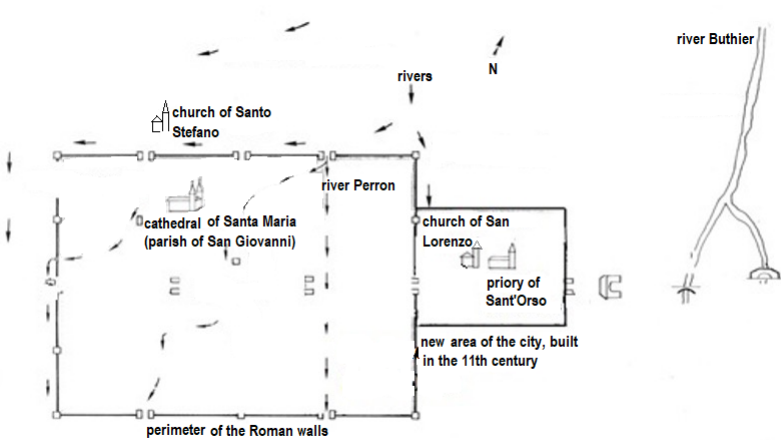 river Buthier
N
rivers
church of Santo
Stefano
river Perron
cathedral of Santa Maria
(parish of San Giovanni)
church of San
Lorenzo
priory of
Sant'Orso
new area of the city, built
in the 11th century
perimeter of the Roman walls